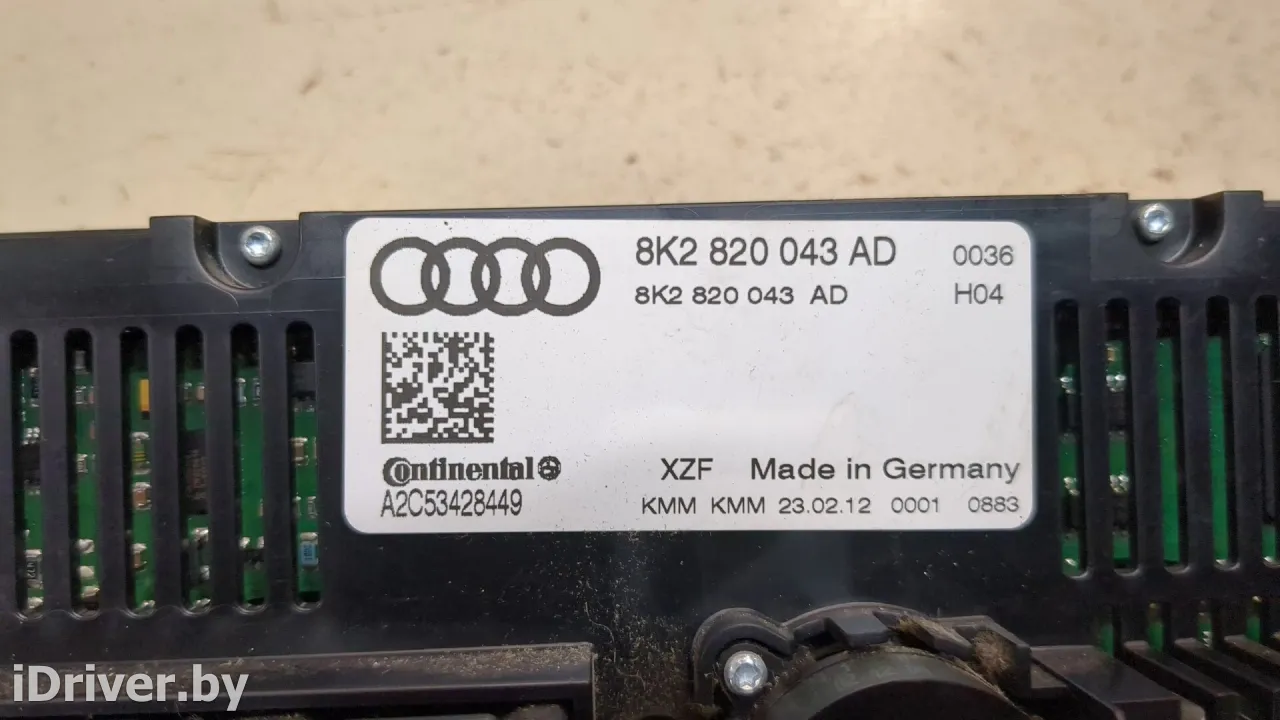 8K2 820 043 AD 0036
8K2 820 043 AD H04
Continental
A2C53428449
XZF Made in Germany
KMM KMM 23.02.12 0001 0883
iDriver.by